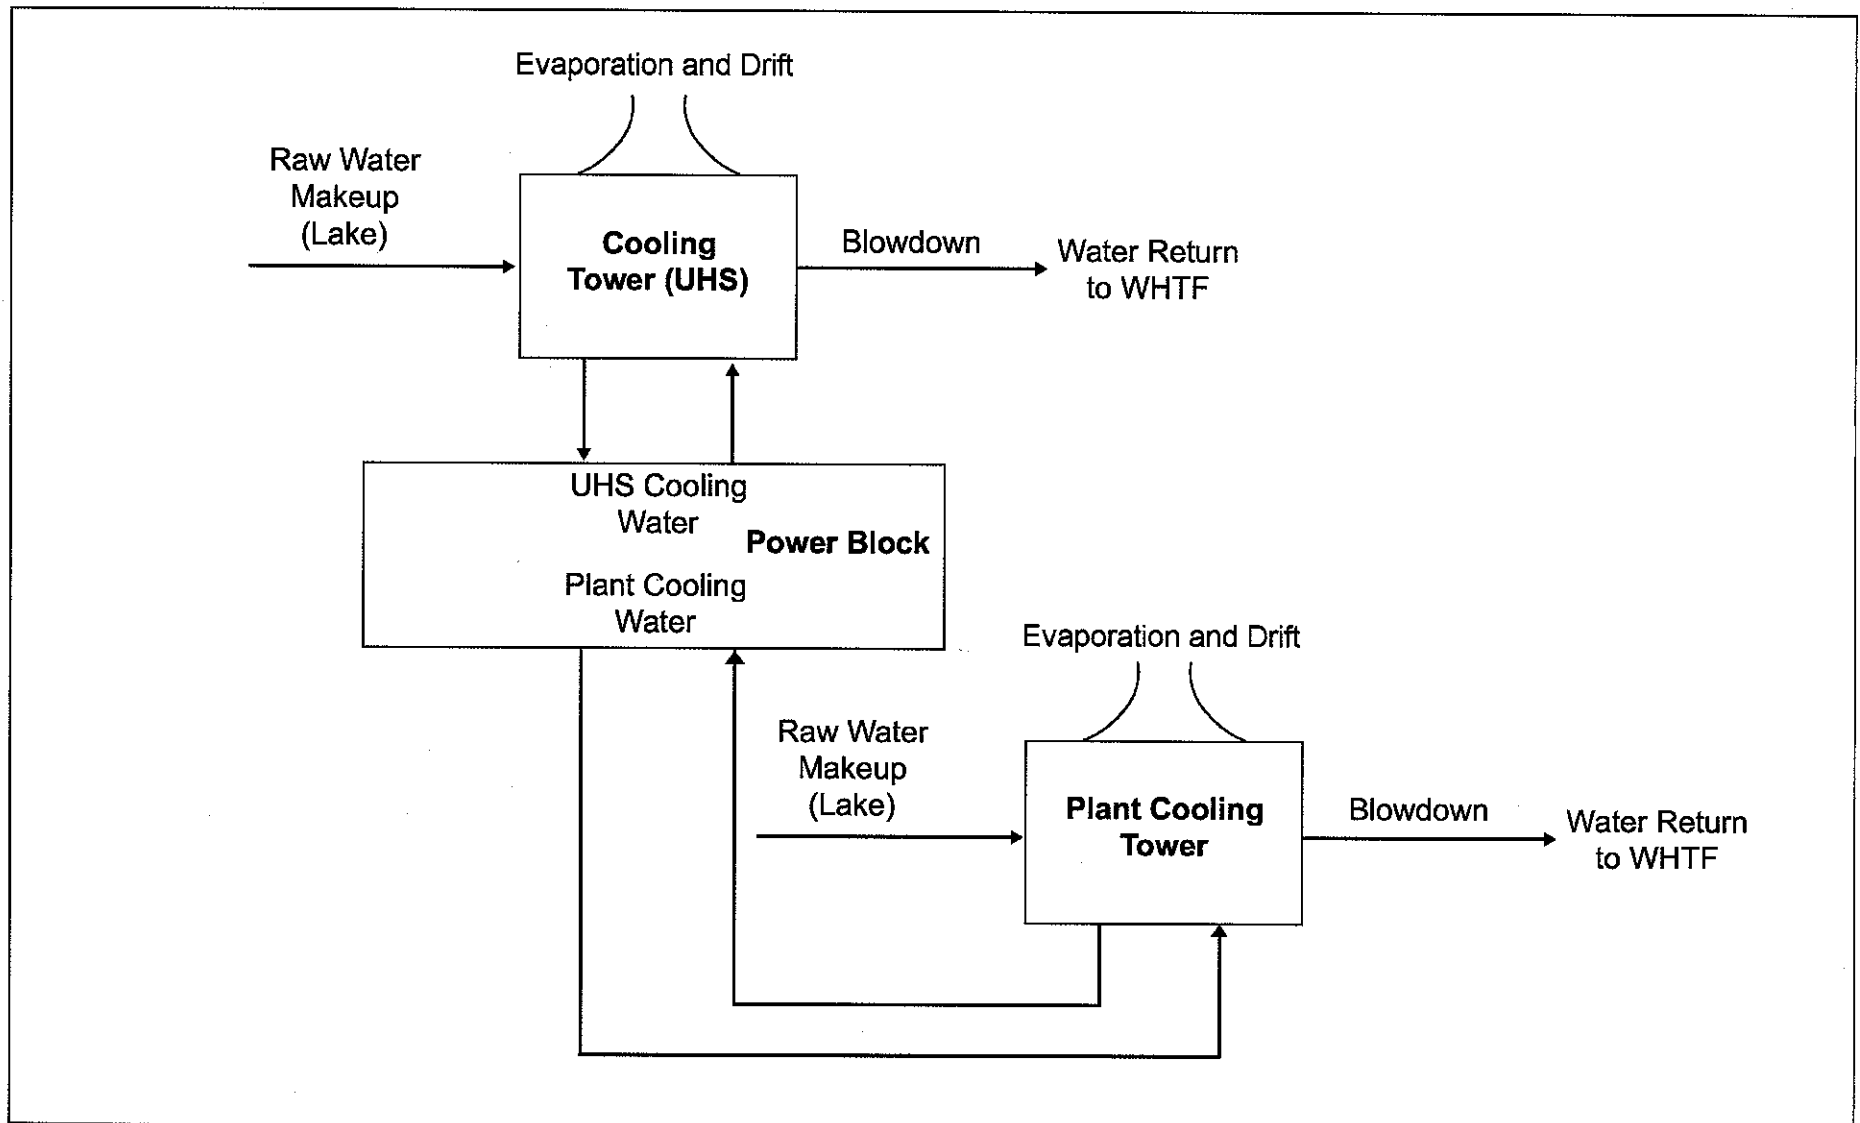 Evaporation and Drift
Raw Water
Makeup
(Lake)
Cooling
Tower (UHS)
Blowdown
Water Return
to WHTF
UHS Cooling
Water
Power Block
Plant Cooling
Water
Evaporation and Drift
Raw Water
Makeup
(Lake)
Plant Cooling
Tower
Blowdown
Water Return
to WHTF